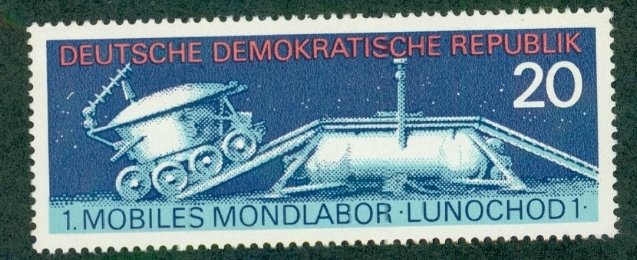 DEUTSCHE DEMOKRATISCHE REPUBLIK
20
1. MOBILES MONDLABOR · LUNOCHOD 1 ·